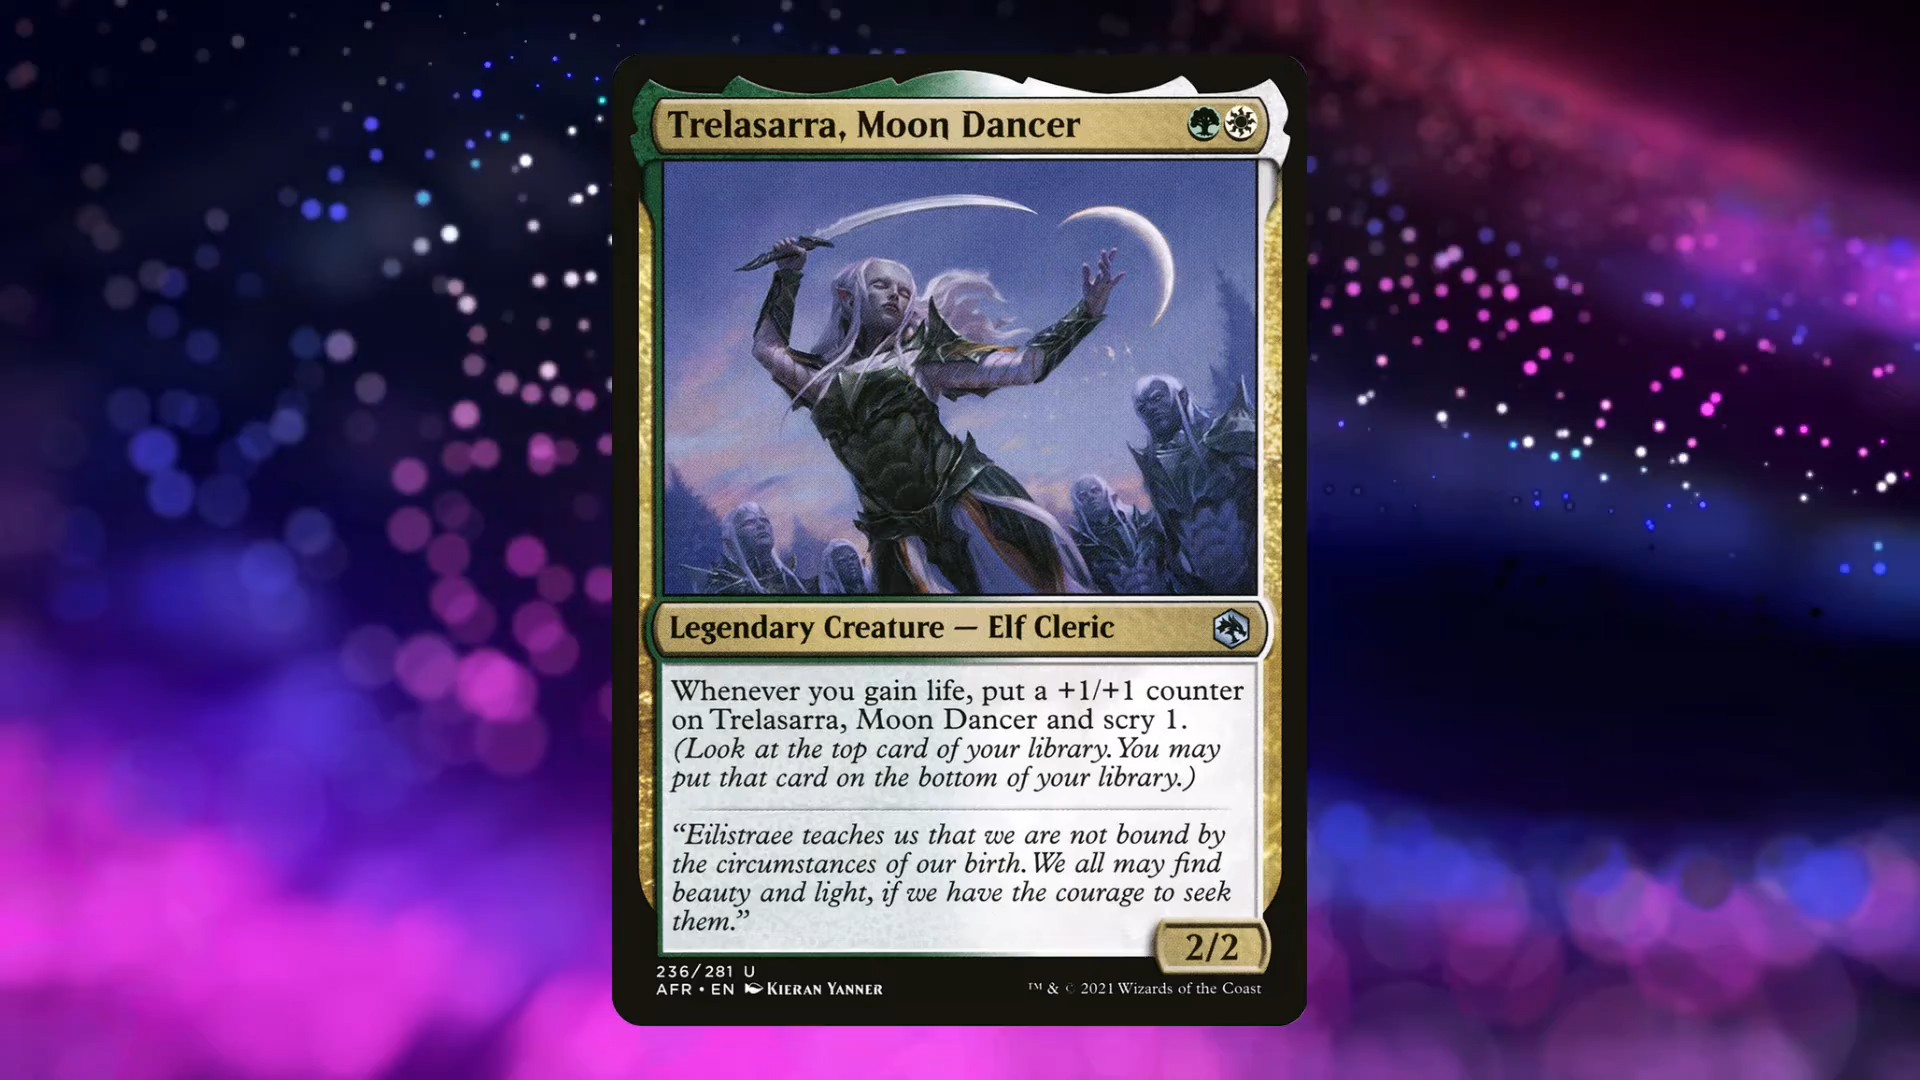 Trelasarra, Moon Dancer
Legendary Creature — Elf Cleric
Whenever you gain life, put a +1/+1 counter
on Trelasarra, Moon Dancer and scry 1.
(Look at the top card of your library. You may
put that card on the bottom of your library.)
“Eilistraee teaches us that we are not bound by
the circumstances of our birth. We all may find
beauty and light, if we have the courage to seek
them.”
2/2
236/281 U
AFR • EN KIERAN YANNER
™ & © 2021 Wizards of the Coast